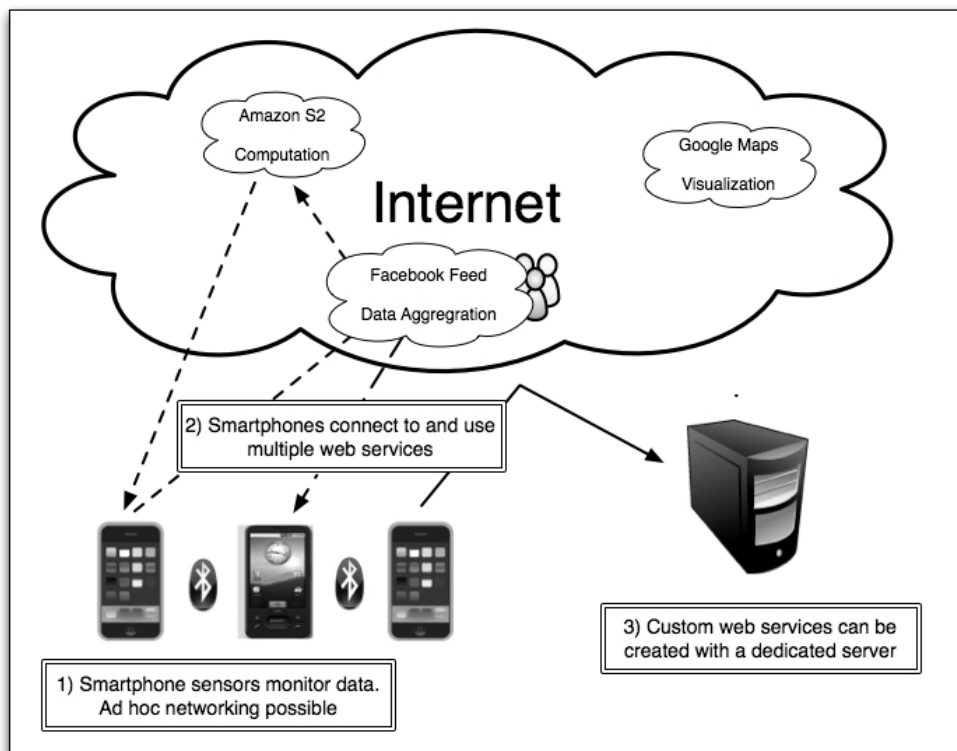 Amazon S2
Computation
Google Maps
Visualization
Internet
Facebook Feed
Data Aggregration
2) Smartphones connect to and use
multiple web services
3) Custom web services can be
created with a dedicated server
1) Smartphone sensors monitor data.
Ad hoc networking possible